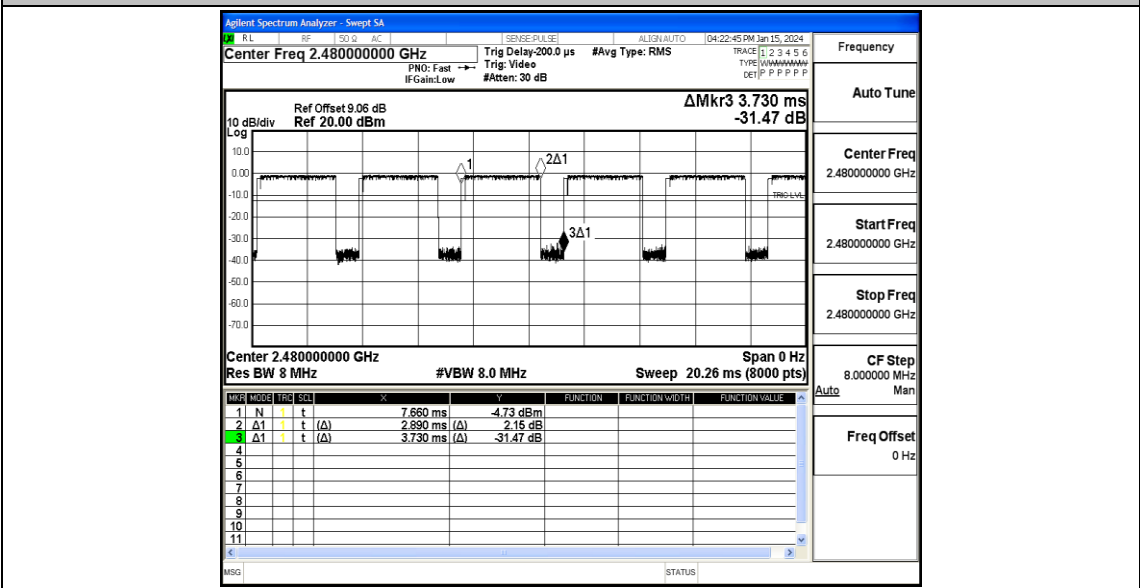 Agilent Spectrum Analyzer - Swept SA
RL RF 50 Ω AC SENSE:PULSE ALIGNAUTO 04:22:45 PM Jan 15, 2024
Center Freq 2.480000000 GHz
PNO: Fast
IFGain:Low
Trig Delay-200.0 µs
Trig: Video
#Atten: 30 dB
#Avg Type: RMS
TRACE 1 2 3 4 5 6
TYPE WWWWWW
DET P P P P P P
Ref Offset 9.06 dB
10 dB/div Ref 20.00 dBm
Log
ΔMkr3 3.730 ms
-31.47 dB
10.0
0.00
-10.0
-20.0
-30.0
-40.0
-50.0
-60.0
-70.0
1
2Δ1
3Δ1
TRIG LVL
Center 2.480000000 GHz Span 0 Hz
Res BW 8 MHz #VBW 8.0 MHz Sweep 20.26 ms (8000 pts)
MKR MODE TRC SCL X Y FUNCTION FUNCTION WIDTH FUNCTION VALUE
1 N 1 t 7.660 ms -4.73 dBm
2 Δ1 1 t (Δ) 2.890 ms (Δ) 2.15 dB
3 Δ1 1 t (Δ) 3.730 ms (Δ) -31.47 dB
4
5
6
7
8
9
10
11
MSG STATUS
Frequency
Auto Tune
Center Freq
2.480000000 GHz
Start Freq
2.480000000 GHz
Stop Freq
2.480000000 GHz
CF Step
8.000000 MHz
Auto Man
Freq Offset
0 Hz